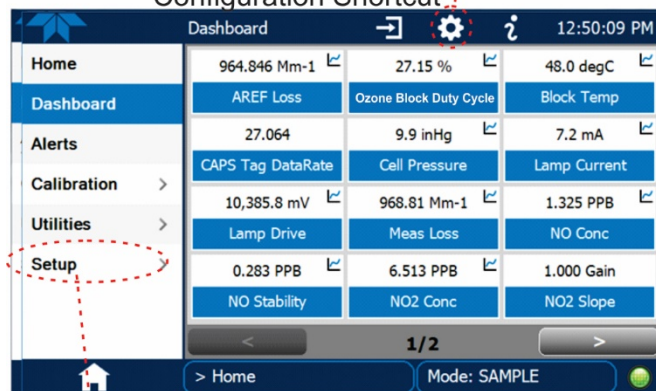 Configuration Shortcut
Dashboard
12:50:09 PM
Home
Dashboard
Alerts
Calibration >
Utilities >
Setup >
964.846 Mm-1
27.15 %
48.0 degC
AREF Loss
Ozone Block Duty Cycle
Block Temp
27.064
9.9 inHg
7.2 mA
CAPS Tag DataRate
Cell Pressure
Lamp Current
10,385.8 mV
968.81 Mm-1
1.325 PPB
Lamp Drive
Meas Loss
NO Conc
0.283 PPB
6.513 PPB
1.000 Gain
NO Stability
NO2 Conc
NO2 Slope
< 1/2 >
> Home
Mode: SAMPLE